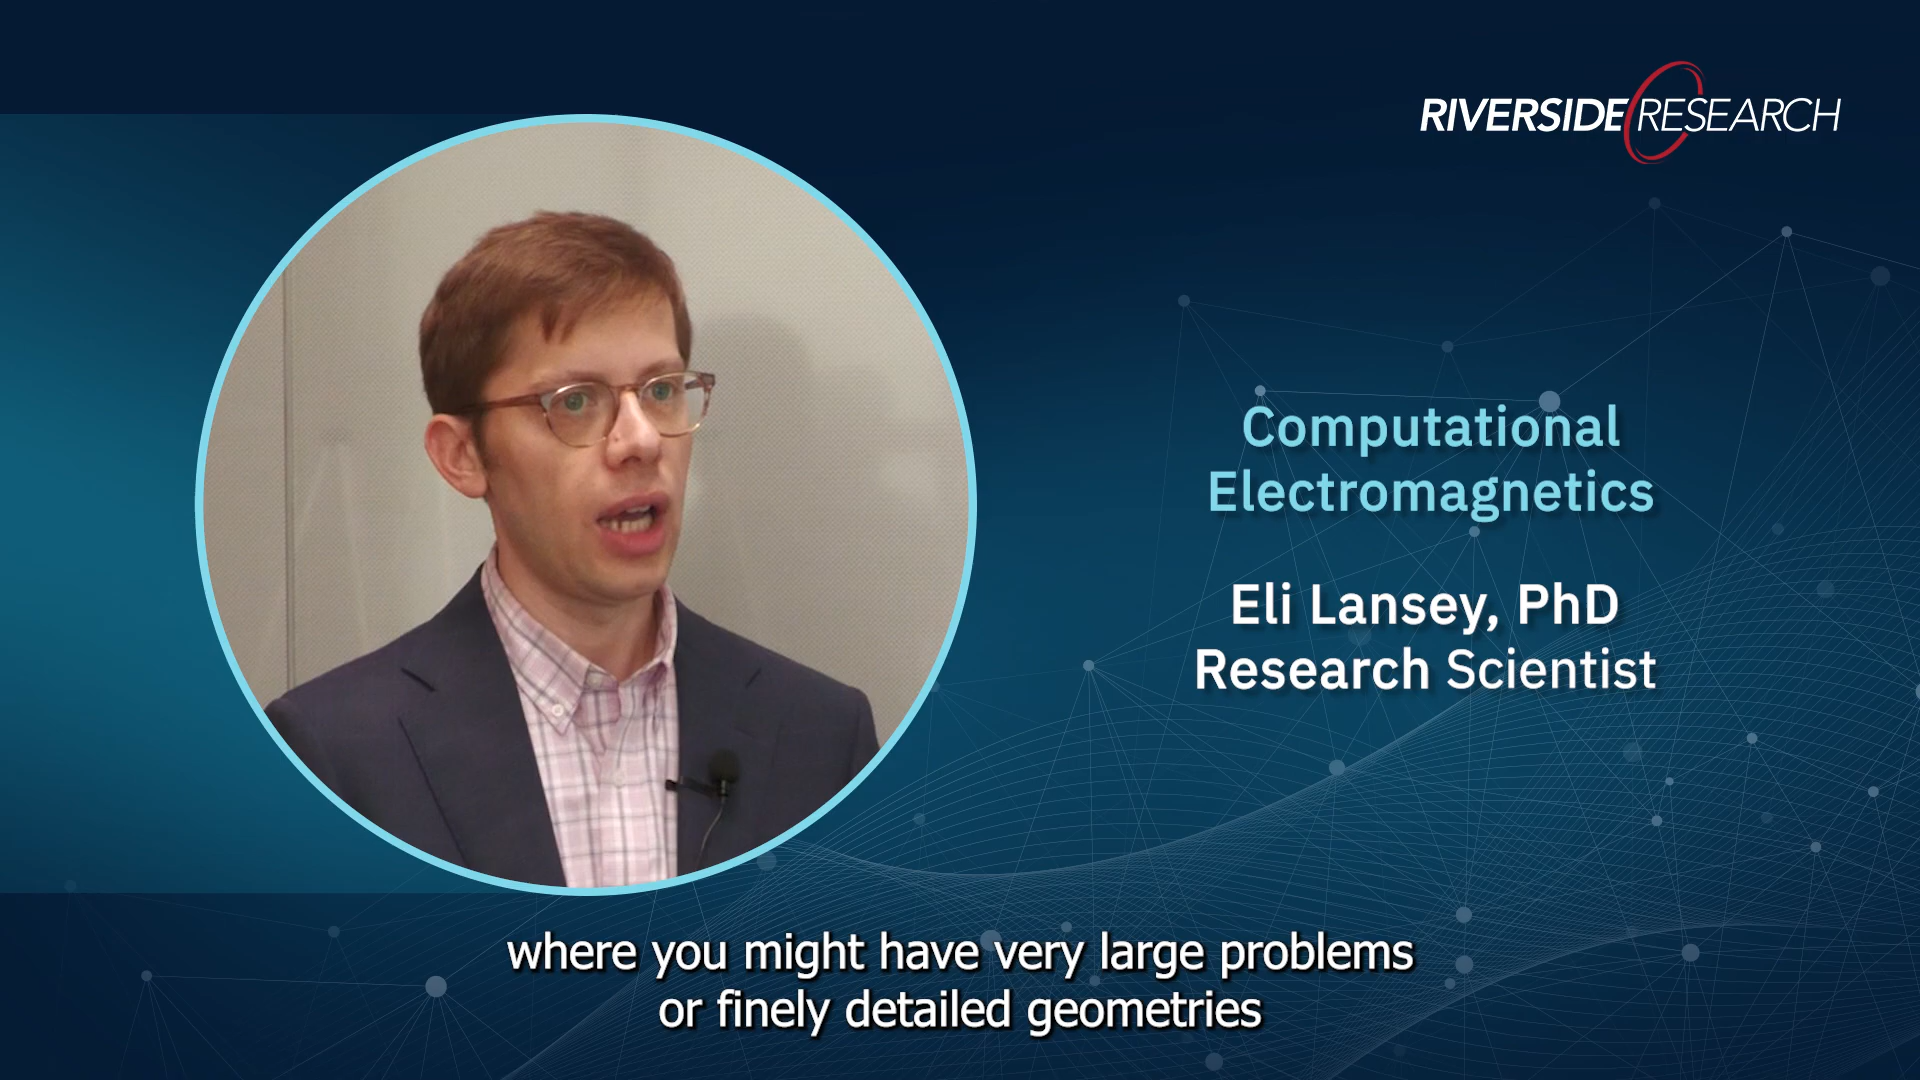 RIVERSIDE RESEARCH
Computational
Electromagnetics
Eli Lansey, PhD
Research Scientist
where you might have very large problems
or finely detailed geometries